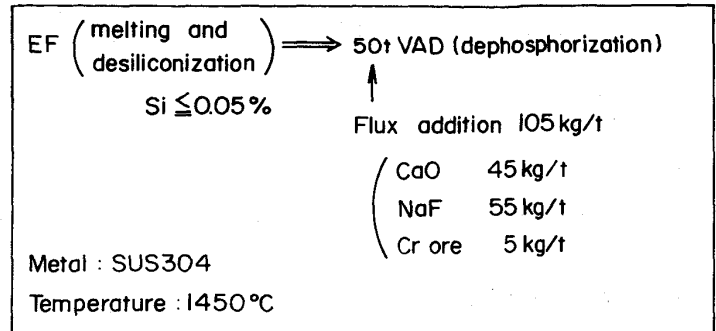 EF (melting and desiliconization) ⟹ 50t VAD (dephosphorization)
Si ≦0.05%
Flux addition 105 kg/t
CaO 45 kg/t
NaF 55 kg/t
Cr ore 5 kg/t
Metal : SUS304
Temperature : 1450°C